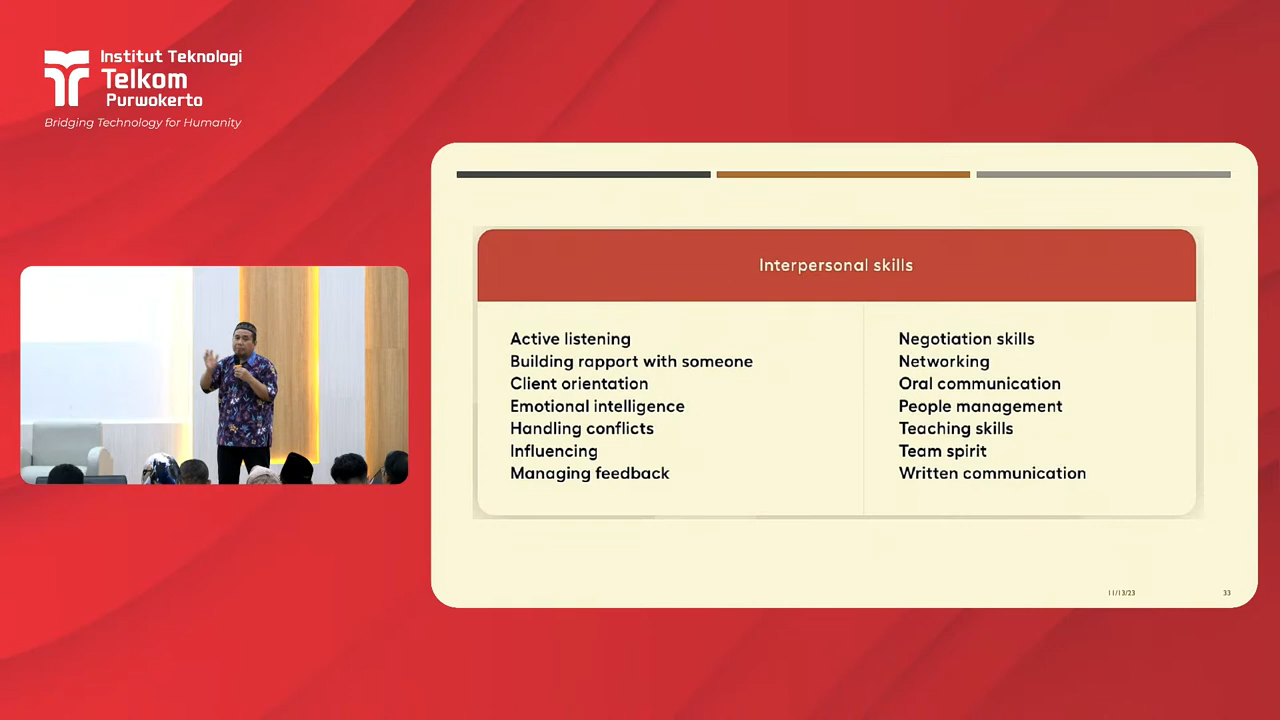 Institut Teknologi
Telkom
Purwokerto
Bridging Technology for Humanity
Interpersonal skills
Active listening
Building rapport with someone
Client orientation
Emotional intelligence
Handling conflicts
Influencing
Managing feedback
Negotiation skills
Networking
Oral communication
People management
Teaching skills
Team spirit
Written communication
11/13/23
33